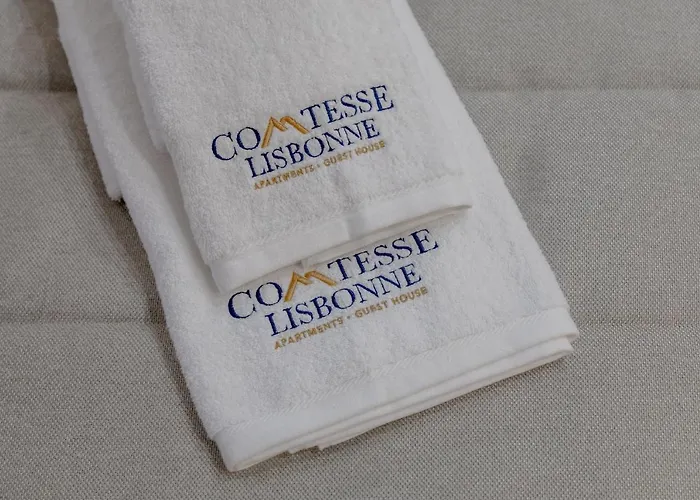 COMTESSE
LISBONNE
APARTMENTS • GUEST HOUSE
COMTESSE
LISBONNE
APARTMENTS • GUEST HOUSE